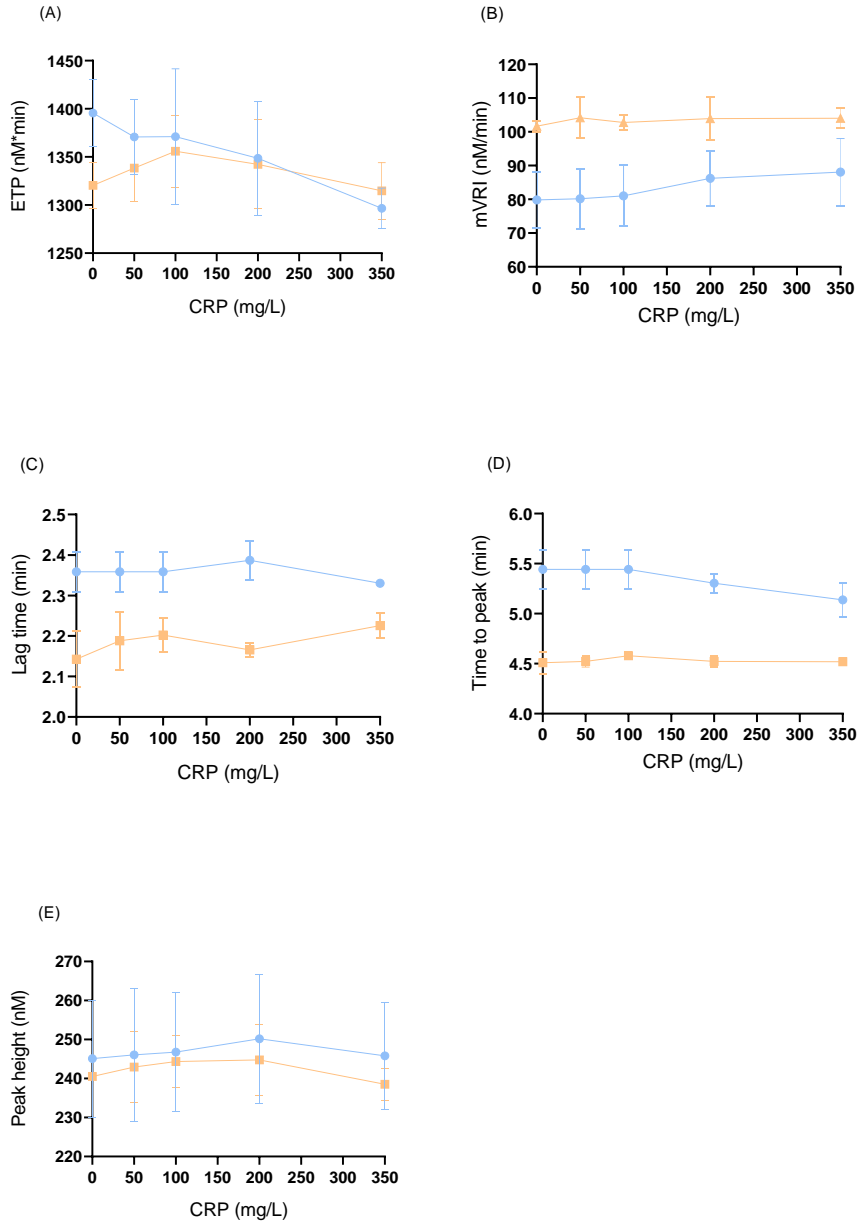 (A)
1450
1400
1350
1300
1250
ETP (nM*min)
0 50 100 150 200 250 300 350
CRP (mg/L)
(B)
120
110
100
90
80
70
60
mVRI (nM/min)
0 50 100 150 200 250 300 350
CRP (mg/L)
(C)
2.5
2.4
2.3
2.2
2.1
2.0
Lag time (min)
0 50 100 150 200 250 300 350
CRP (mg/L)
(D)
6.0
5.5
5.0
4.5
4.0
Time to peak (min)
0 50 100 150 200 250 300 350
CRP (mg/L)
(E)
270
260
250
240
230
220
Peak height (nM)
0 50 100 150 200 250 300 350
CRP (mg/L)